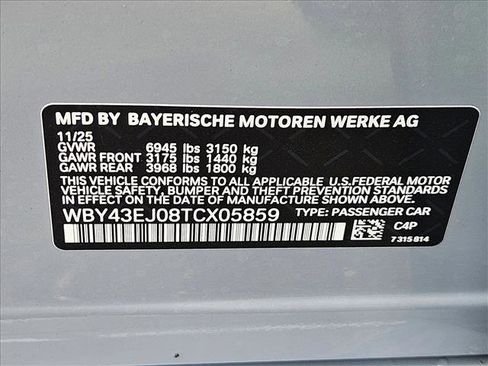 MFD BY BAYERISCHE MOTOREN WERKE AG
11/25
GVWR 6945 lbs 3150 kg
GAWR FRONT 3175 lbs 1440 kg
GAWR REAR 3968 lbs 1800 kg
THIS VEHICLE CONFORMS TO ALL APPLICABLE U.S.FEDERAL MOTOR
VEHICLE SAFETY, BUMPER AND THEFT PREVENTION STANDARDS
IN EFFECT ON THE DATE OF MANUFACTURE SHOWN ABOVE.
WBY43EJ08TCX05859 TYPE: PASSENGER CAR
C4P
7315814